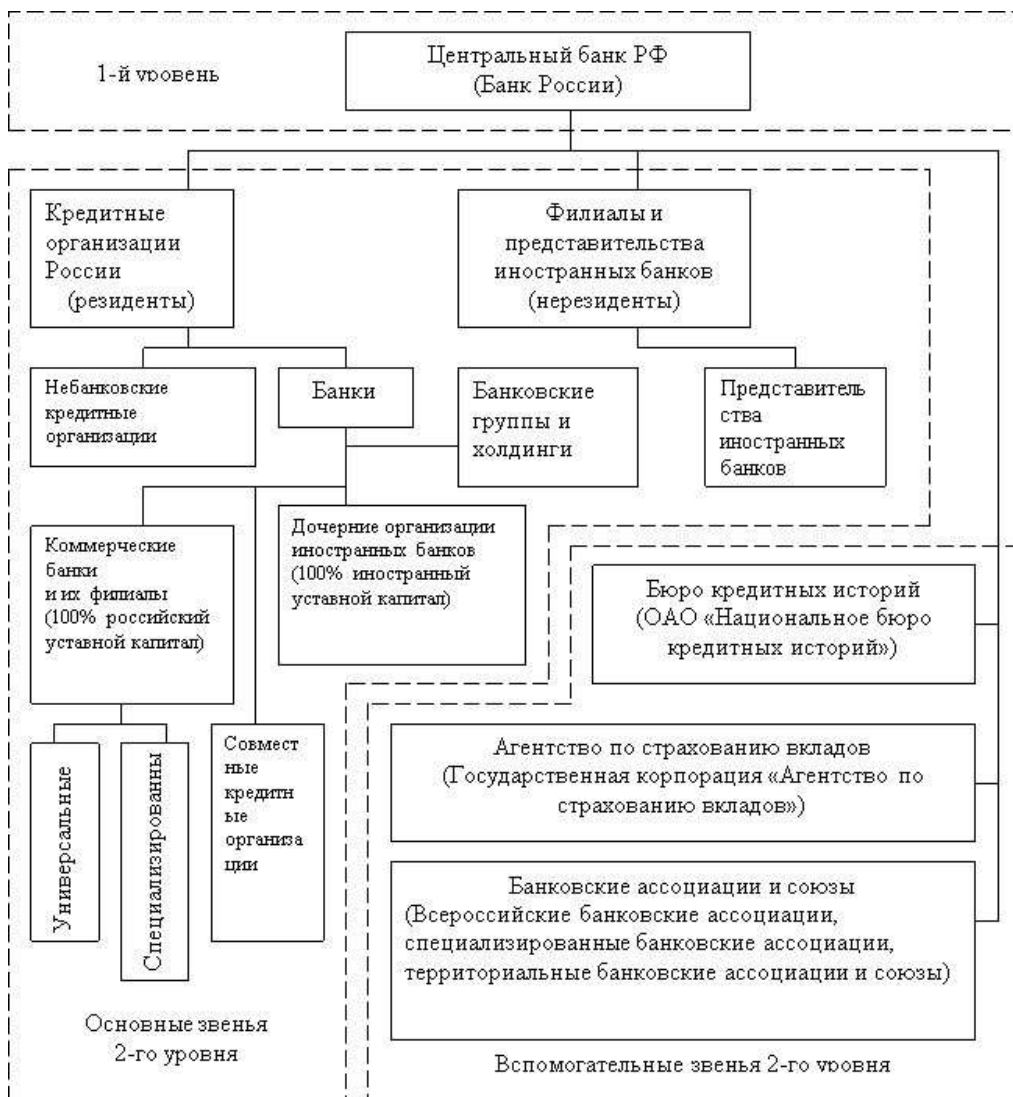 Центральный банк РФ
(Банк России)
1-й уровень
Кредитные
организации
России
(резиденты)
Филиалы и
представительства
иностранных банков
(нерезиденты)
Небанковские
кредитные
организации
Банки
Банковские
группы и
холдинги
Представитель
ства
иностранных
банков
Коммерческие
банки
и их филиалы
(100% российский
уставной капитал)
Дочерние организации
иностранных банков
(100% иностранный
уставной капитал)
Бюро кредитных историй
(ОАО «Национальное бюро
кредитных историй»)
Универсальные
Специализированны
Совмест
ные
кредитн
ые
организа
ции
Агентство по страхованию вкладов
(Государственная корпорация «Агентство по
страхованию вкладов»)
Банковские ассоциации и союзы
(Всероссийские банковские ассоциации,
специализированные банковские ассоциации,
территориальные банковские ассоциации и союзы)
Основные звенья
2-го уровня
Вспомогательные звенья 2-го уровня